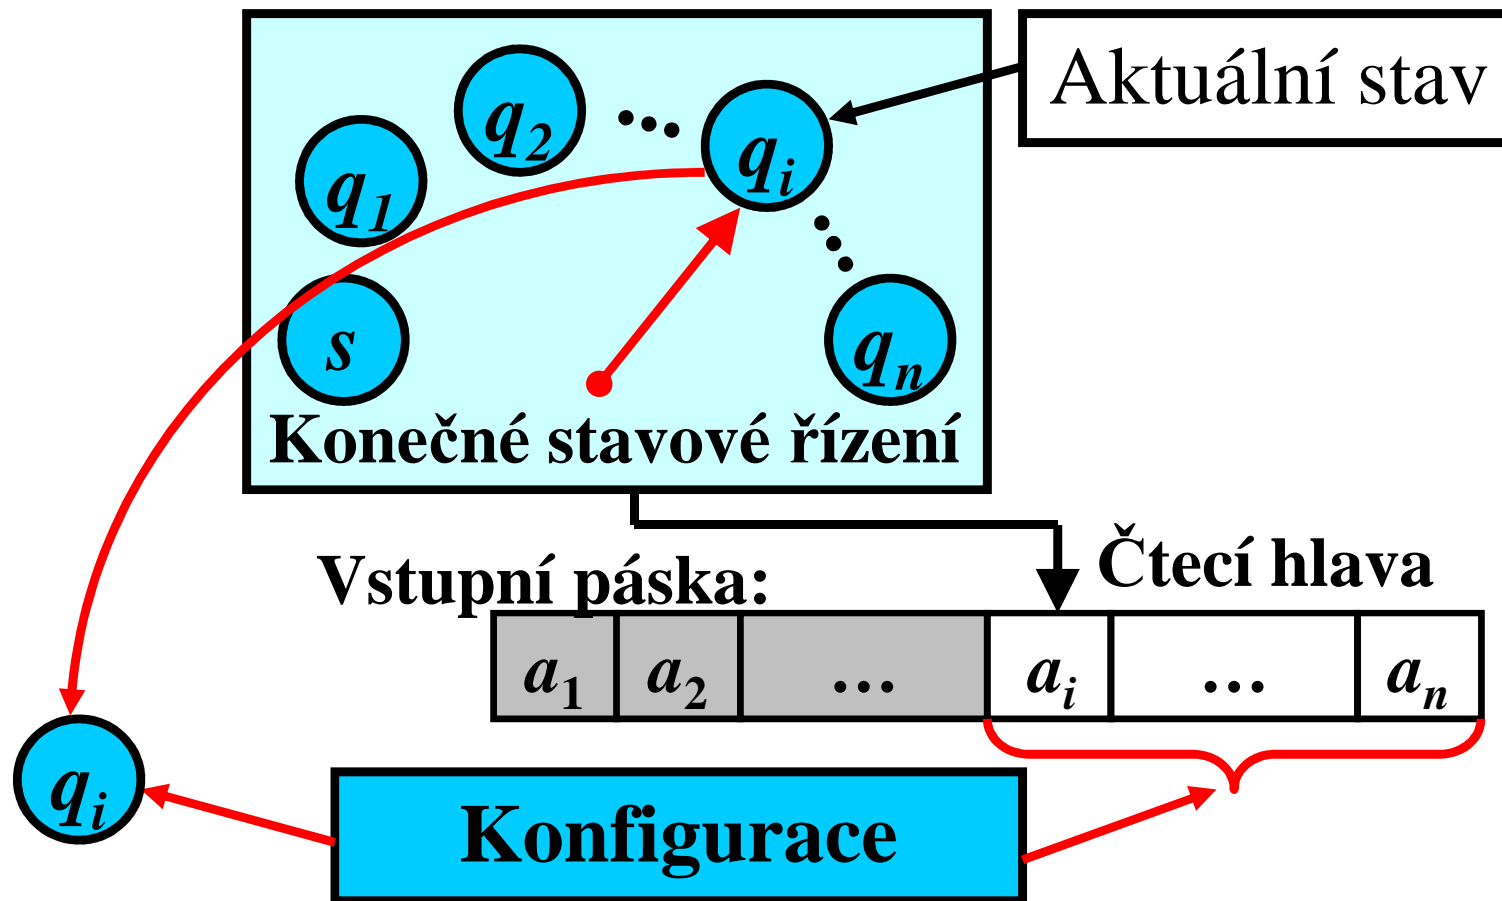 Aktuální stav
q2 ... qi
q1
s
qn
Konečné stavové řízení
Čtecí hlava
Vstupní páska:
a1 a2 ... ai ... an
qi
Konfigurace